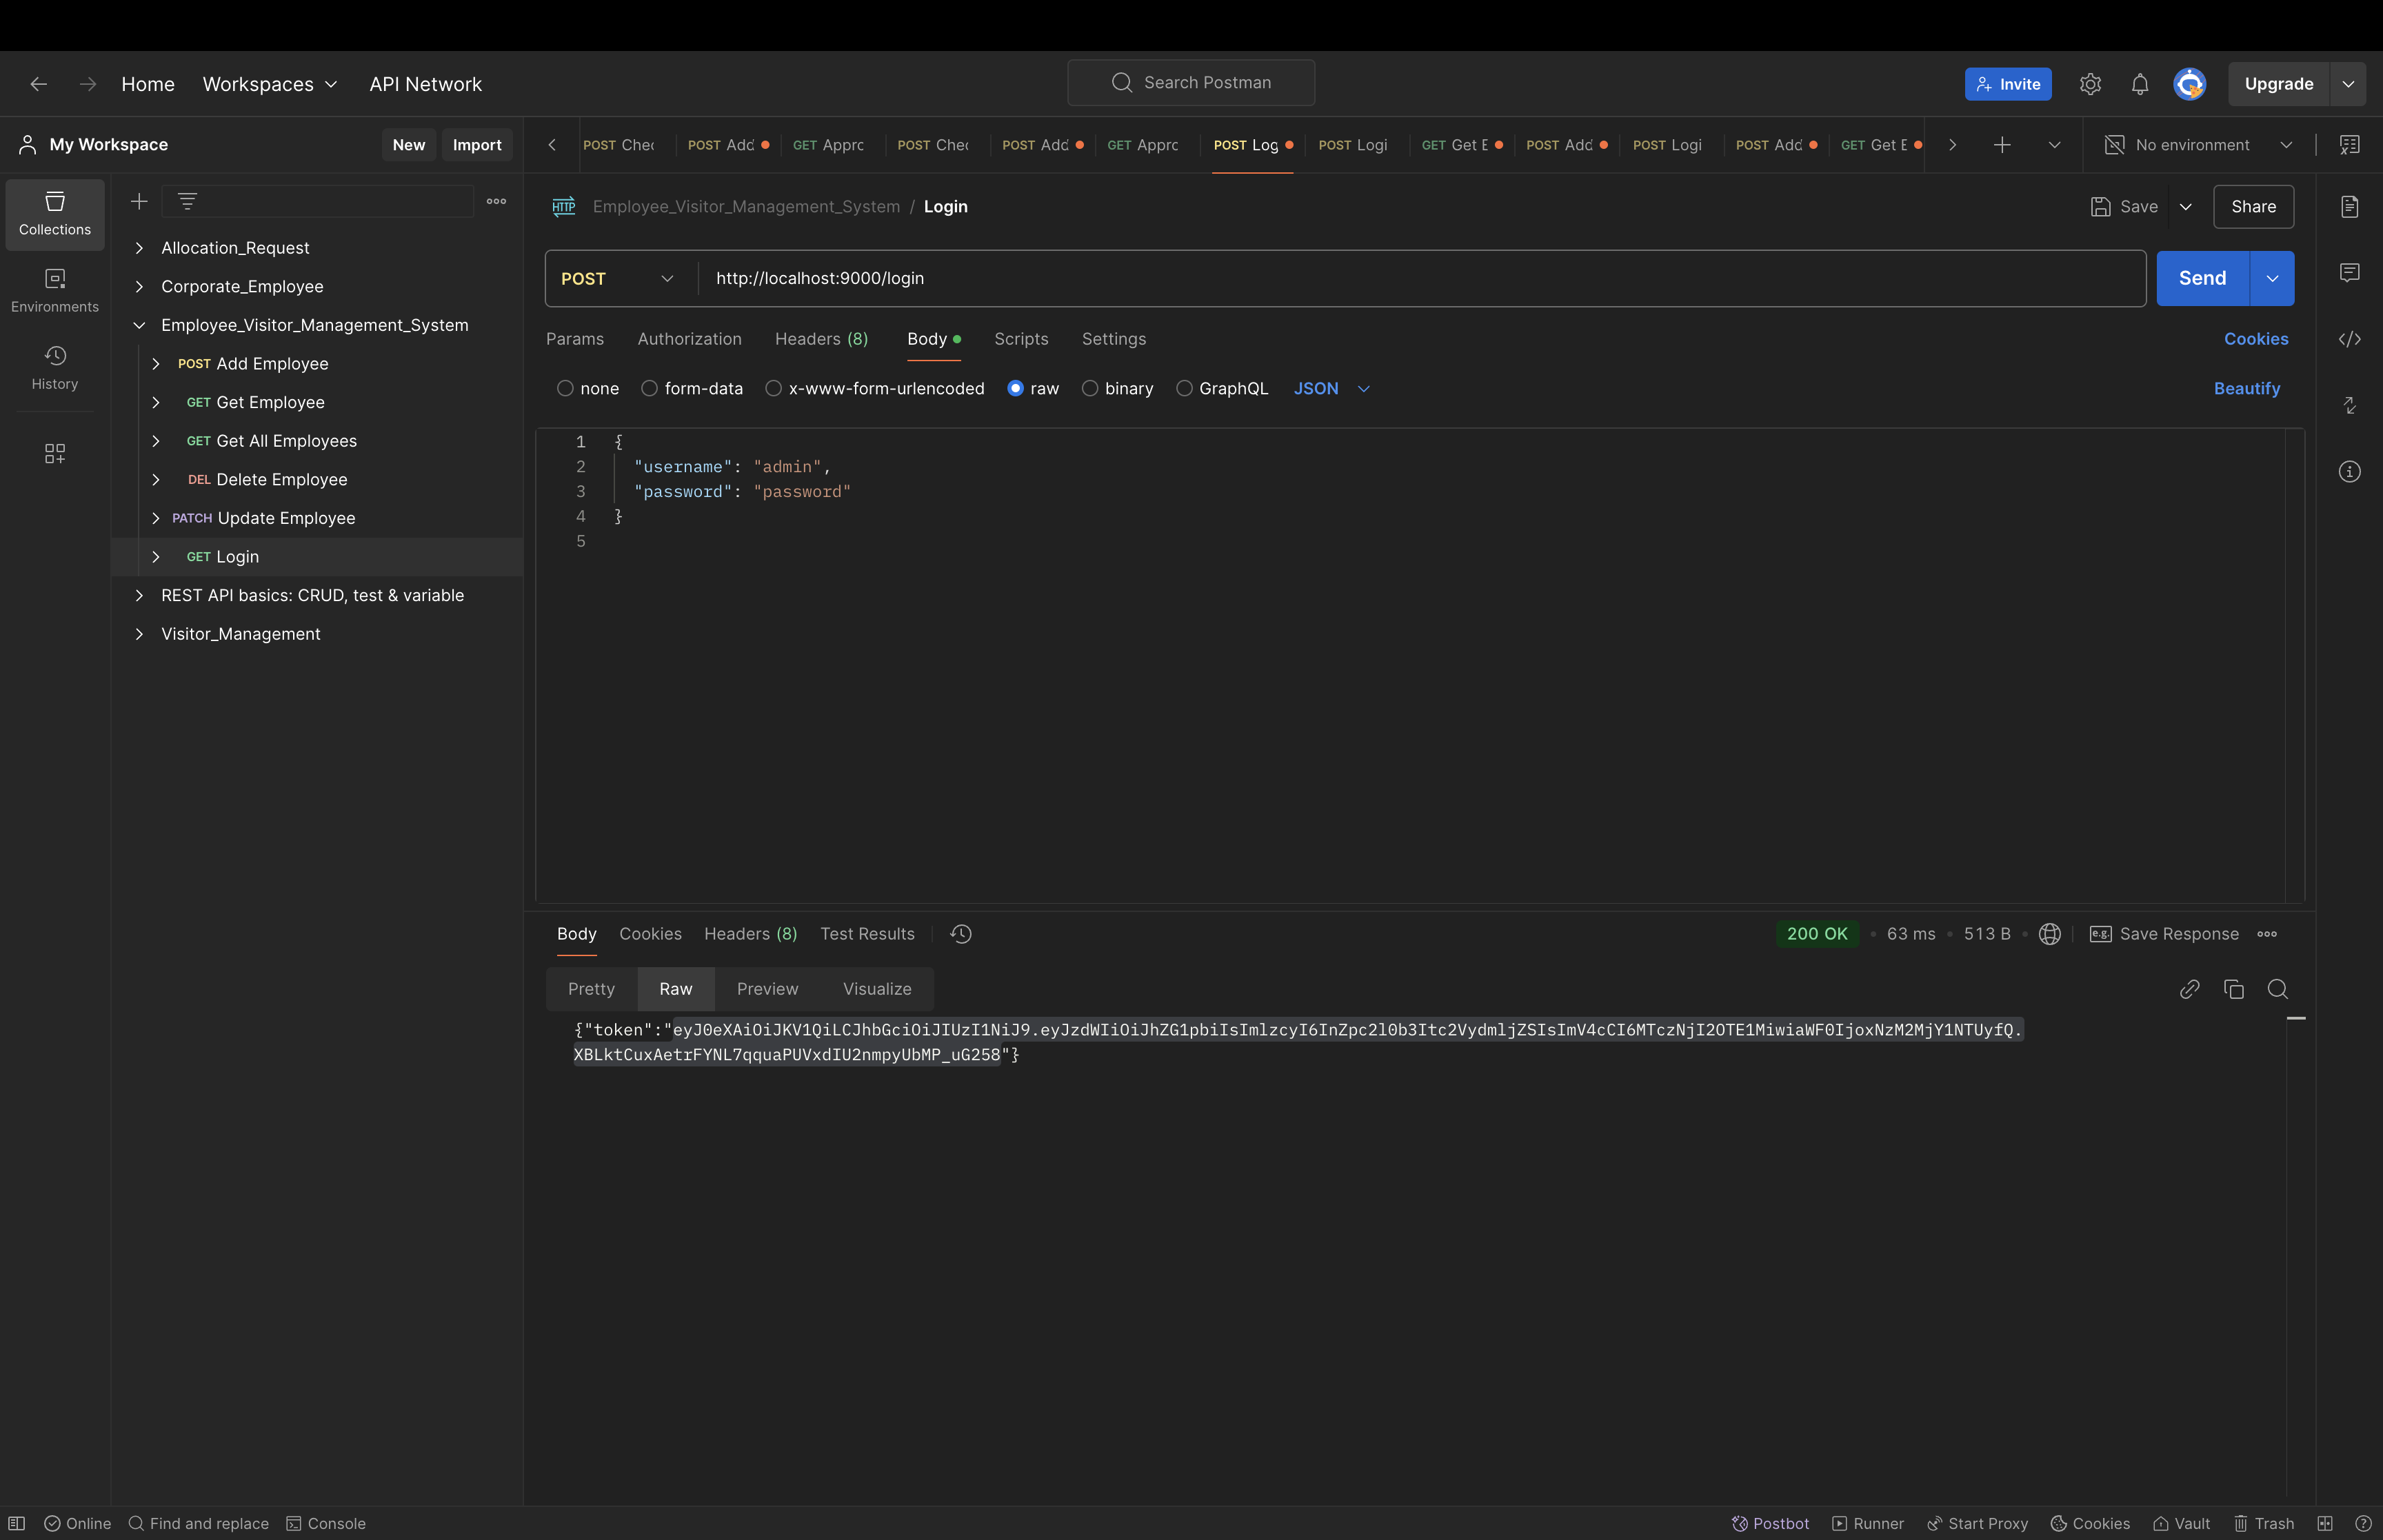 Home Workspaces API Network Search Postman Invite Upgrade
My Workspace New Import
POST Chec POST Add GET Appro POST Chec POST Add GET Appro POST Log POST Logi GET Get E POST Add POST Logi POST Add GET Get E No environment
Collections
Environments
History
Allocation_Request
Corporate_Employee
Employee_Visitor_Management_System
POST Add Employee
GET Get Employee
GET Get All Employees
DEL Delete Employee
PATCH Update Employee
GET Login
REST API basics: CRUD, test & variable
Visitor_Management
HTTP Employee_Visitor_Management_System / Login Save Share
POST http://localhost:9000/login Send
Params Authorization Headers (8) Body Scripts Settings Cookies
none form-data x-www-form-urlencoded raw binary GraphQL JSON Beautify
1 {
2 "username": "admin",
3 "password": "password"
4 }
5
Body Cookies Headers (8) Test Results 200 OK • 63 ms • 513 B • e.g. Save Response
Pretty Raw Preview Visualize
{"token":"eyJ0eXAiOiJKV1QiLCJhbGciOiJIUzI1NiJ9.eyJzdWIiOiJhZG1pbiIsImlzcyI6InZpc2l0b3Itc2VydmljZSIsImV4cCI6MTczNjI2OTE1MiwiaWF0IjoxNzM2MjY1NTUyfQ.
XBLktCuxAetrFYNL7qquaPUVxdIU2nmpyUbMP_uG258"}
Online Find and replace Console Postbot Runner Start Proxy Cookies Vault Trash